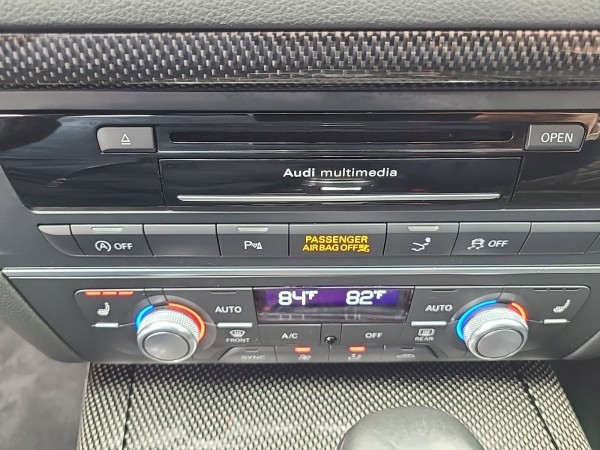 OPEN
Audi multimedia
A OFF
P
PASSENGER
AIR BAG OFF
OFF
84°F 82°F
AUTO AUTO
FRONT A/C OFF REAR
SYNC